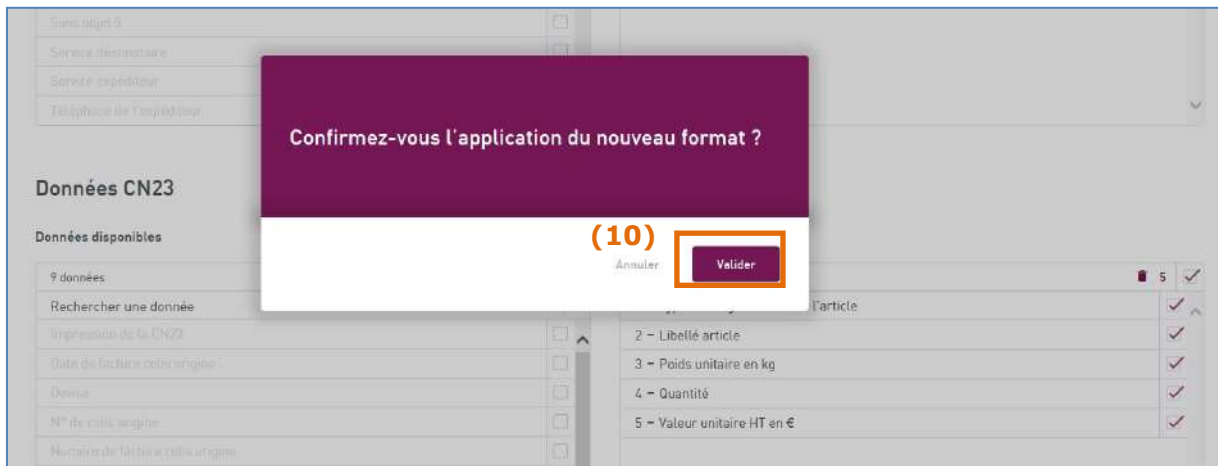 Sans objet 5
Service destinataire
Service expéditeur
Téléphone de l'expéditeur
Confirmez-vous l'application du nouveau format ?
Données CN23
Données disponibles
(10)
Annuler
Valider
9 données
5
Rechercher une donnée
l'article
Impression de la CN23
2 – Libellé article
Date de facture colis origine
3 – Poids unitaire en kg
Devise
4 – Quantité
N° de colis origine
5 – Valeur unitaire HT en €
Numéro de facture colis origine